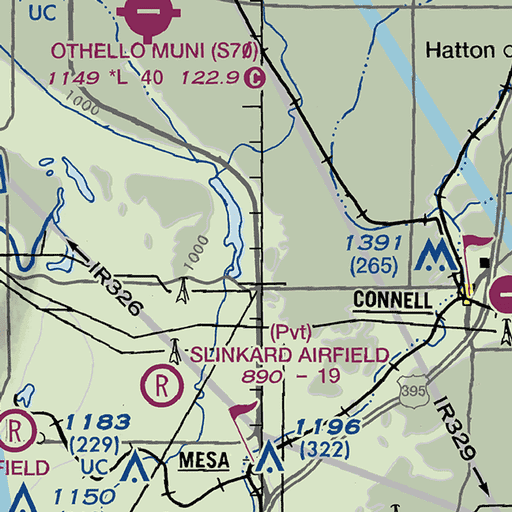 UC
OTHELLO MUNI (S70)
1149 *L 40 122.9 C
Hatton
1000
1391
(265)
1000
IR326
CONNELL
(Pvt)
SLINKARD AIRFIELD
890 - 19
R
395
IR329
R
FIELD
1183
(229)
UC
MESA
1196
(322)
1150